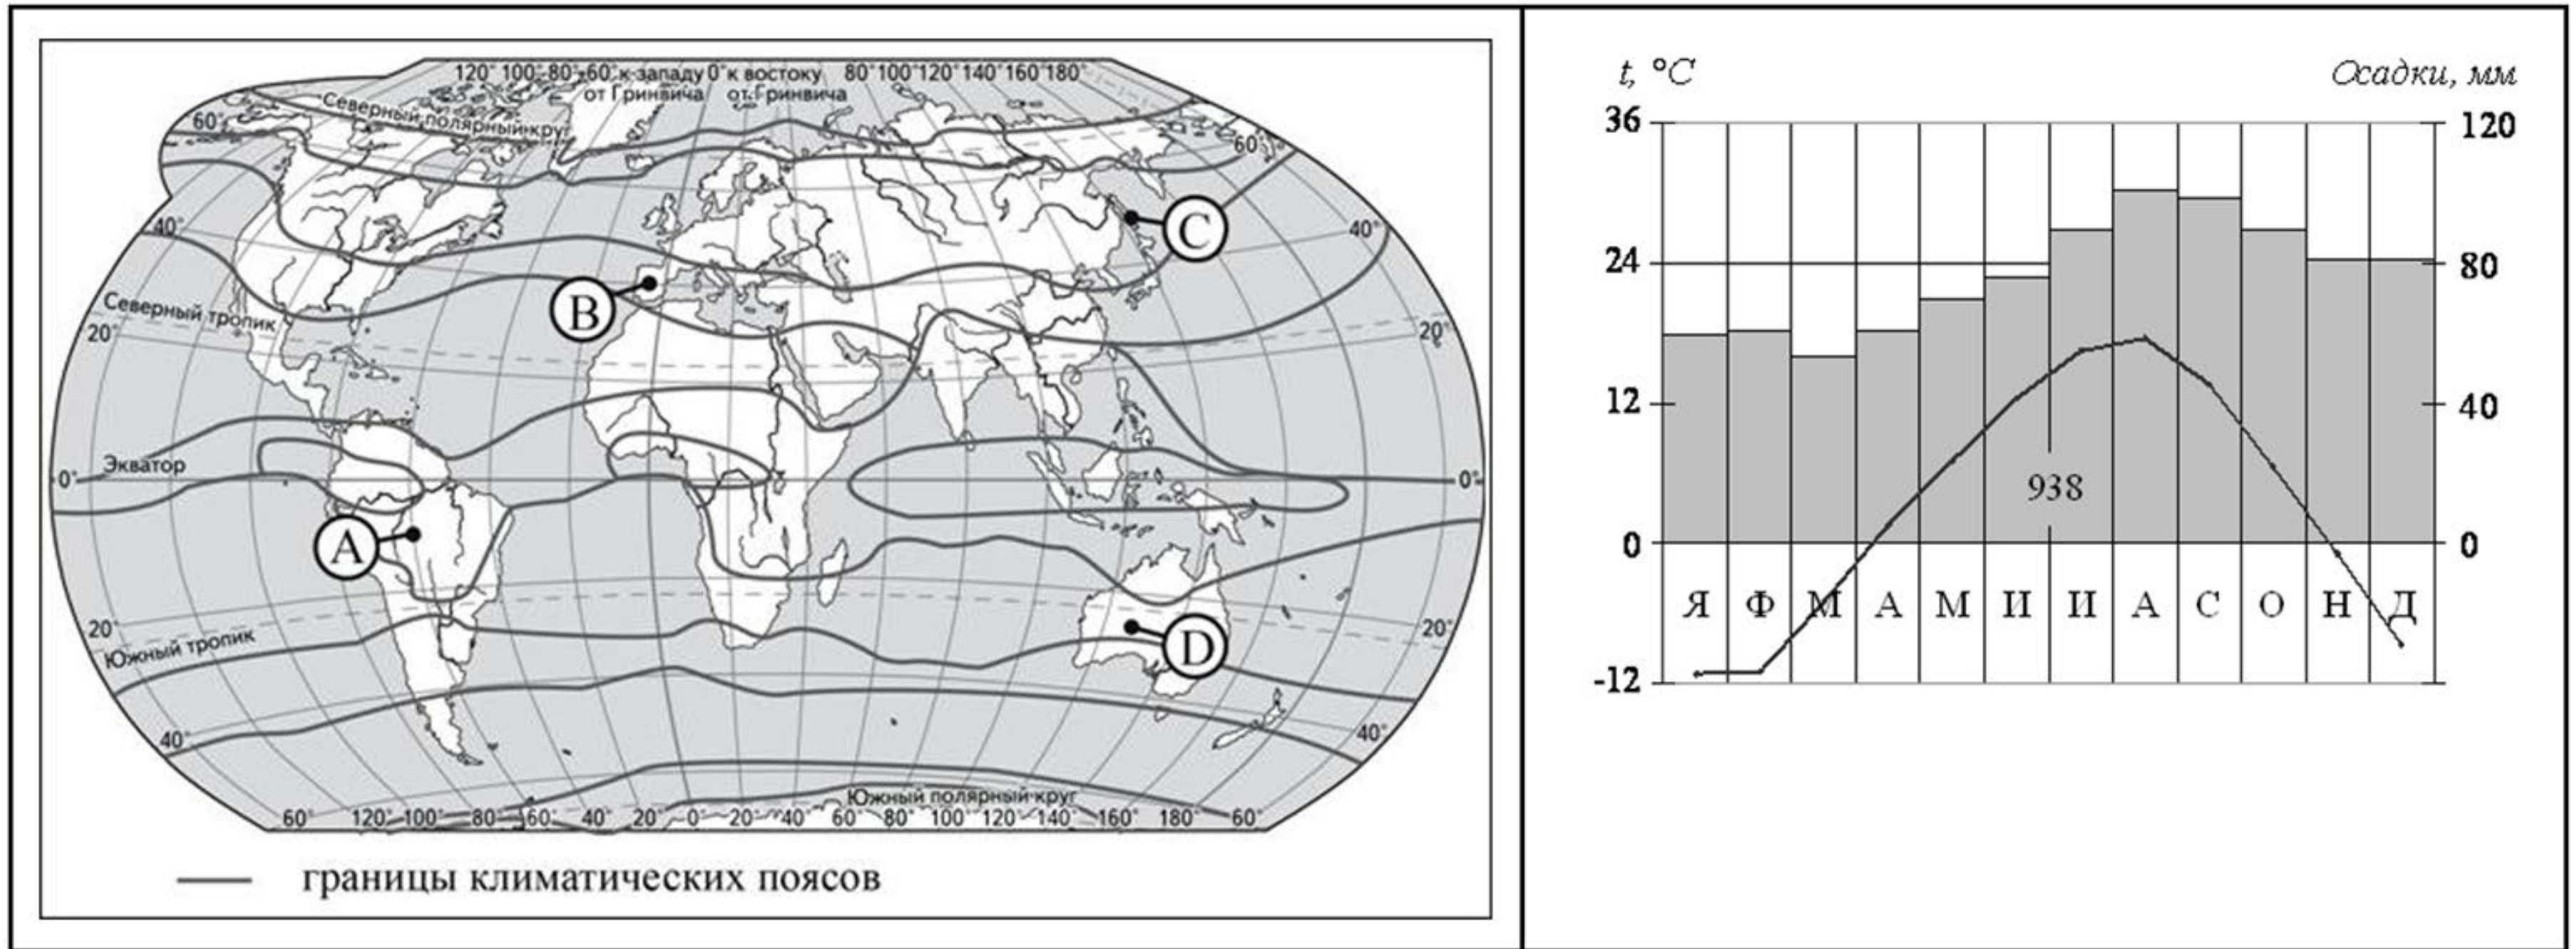 120° 100° 80° 60° к западу 0° к востоку 80° 100° 120° 140° 160° 180°
от Гринвича от Гринвича
Северный полярный круг
60° 60°
40° 40°
C
B
Северный тропик
20° 20°
Экватор
0° 0°
A
20° 20°
Южный тропик
D
40° 40°
Южный полярный круг
60° 120° 100° 80° 60° 40° 20° 0° 20° 40° 60° 80° 100° 120° 140° 160° 180° 60°
границы климатических поясов
t, °C Осадки, мм
36 120
24 80
12 40
938
0 0
Я Ф М А М И И А С О Н Д
-12